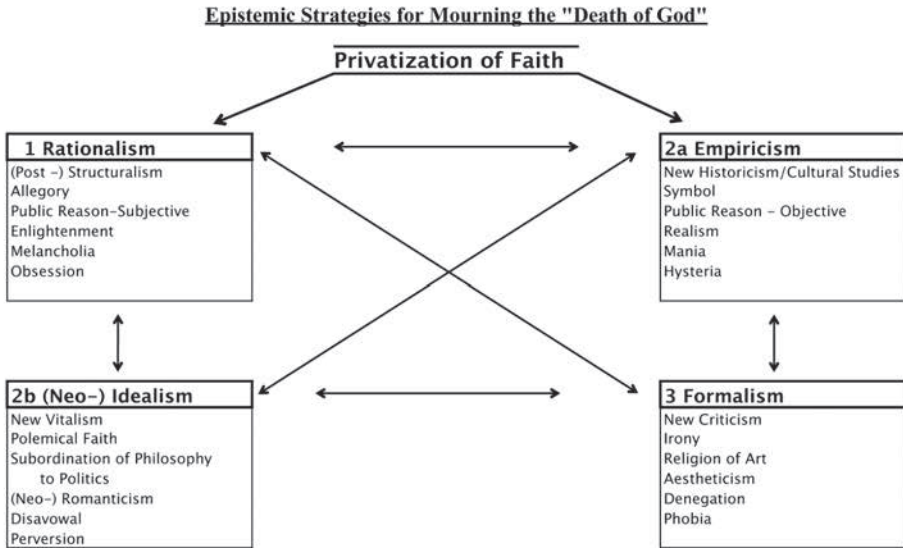 Epistemic Strategies for Mourning the "Death of God"
Privatization of Faith
1 Rationalism
(Post -) Structuralism
Allegory
Public Reason-Subjective
Enlightenment
Melancholia
Obsession
2a Empiricism
New Historicism/Cultural Studies
Symbol
Public Reason - Objective
Realism
Mania
Hysteria
2b (Neo-) Idealism
New Vitalism
Polemical Faith
Subordination of Philosophy
to Politics
(Neo-) Romanticism
Disavowal
Perversion
3 Formalism
New Criticism
Irony
Religion of Art
Aestheticism
Denegation
Phobia